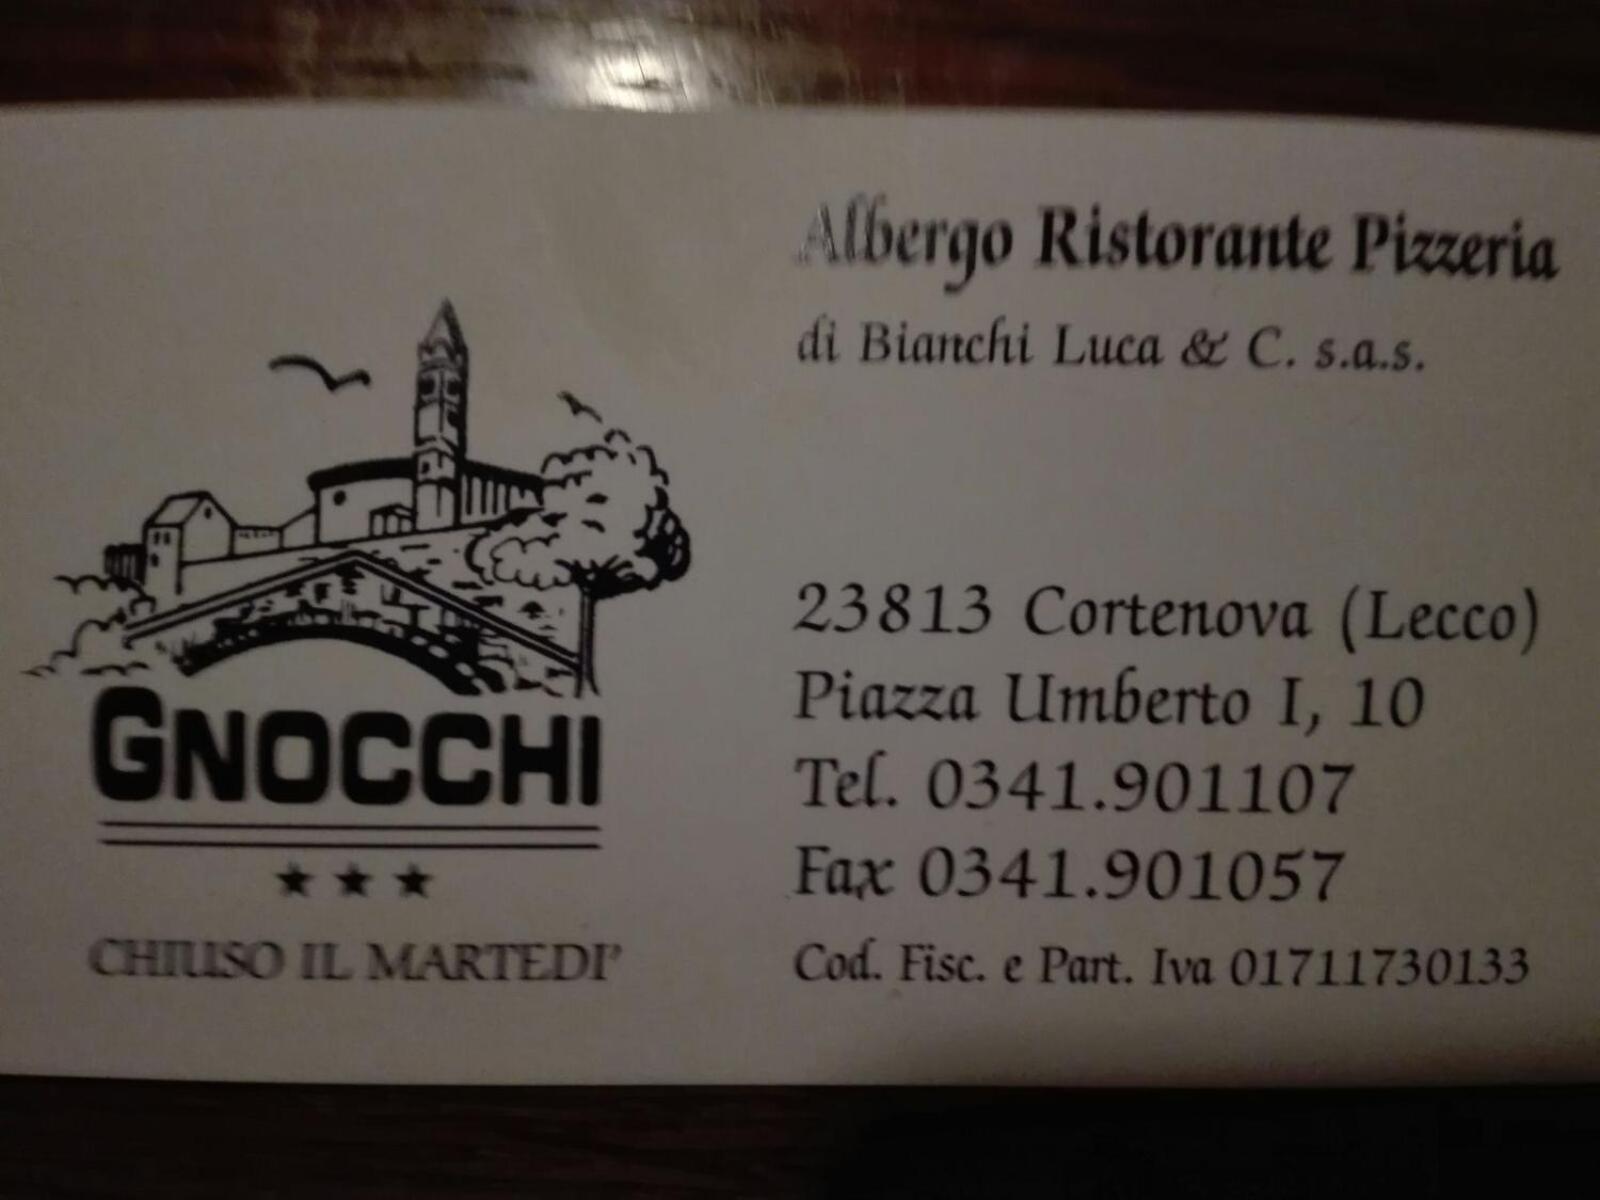 Albergo Ristorante Pizzeria
di Bianchi Luca & C. s.a.s.
GNOCCHI
★ ★ ★
CHIUSO IL MARTEDI'
23813 Cortenova (Lecco)
Piazza Umberto I, 10
Tel. 0341.901107
Fax 0341.901057
Cod. Fisc. e Part. Iva 01711730133